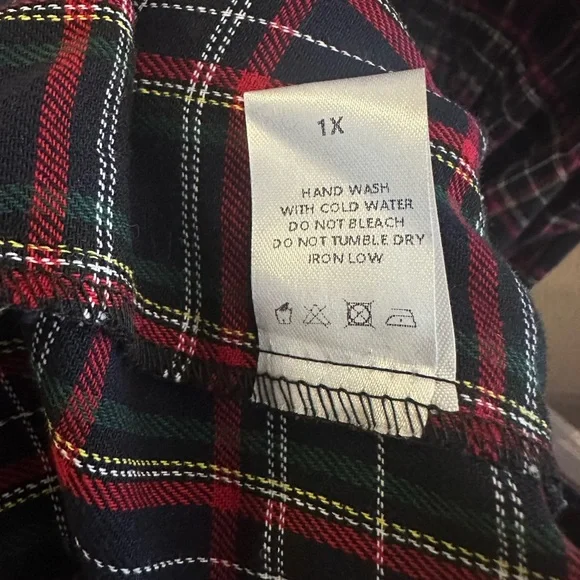 1X
HAND WASH
WITH COLD WATER
DO NOT BLEACH
DO NOT TUMBLE DRY
IRON LOW